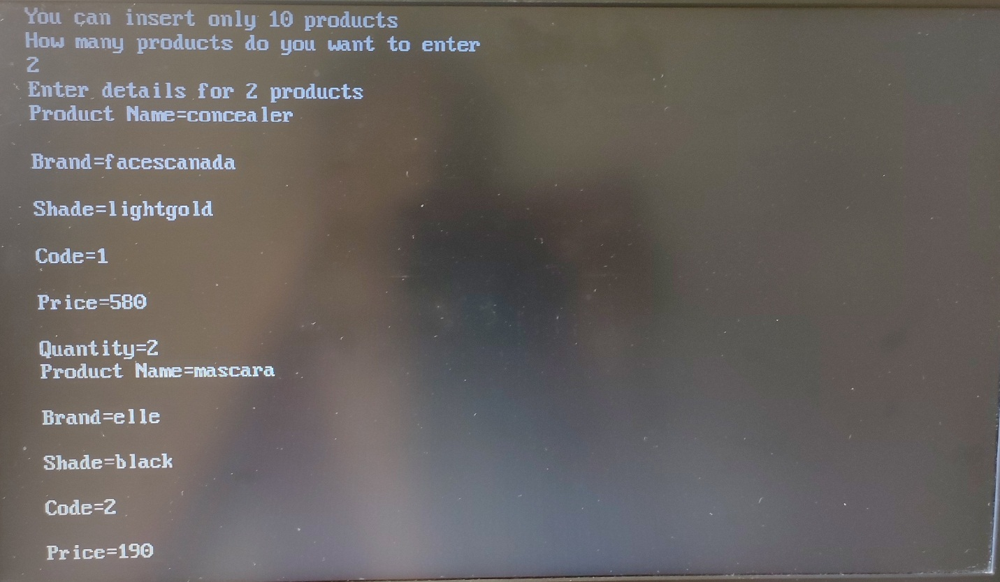 You can insert only 10 products
How many products do you want to enter
2
Enter details for 2 products
Product Name=concealer
Brand=facescanada
Shade=lightgold
Code=1
Price=580
Quantity=2
Product Name=mascara
Brand=elle
Shade=black
Code=2
Price=190